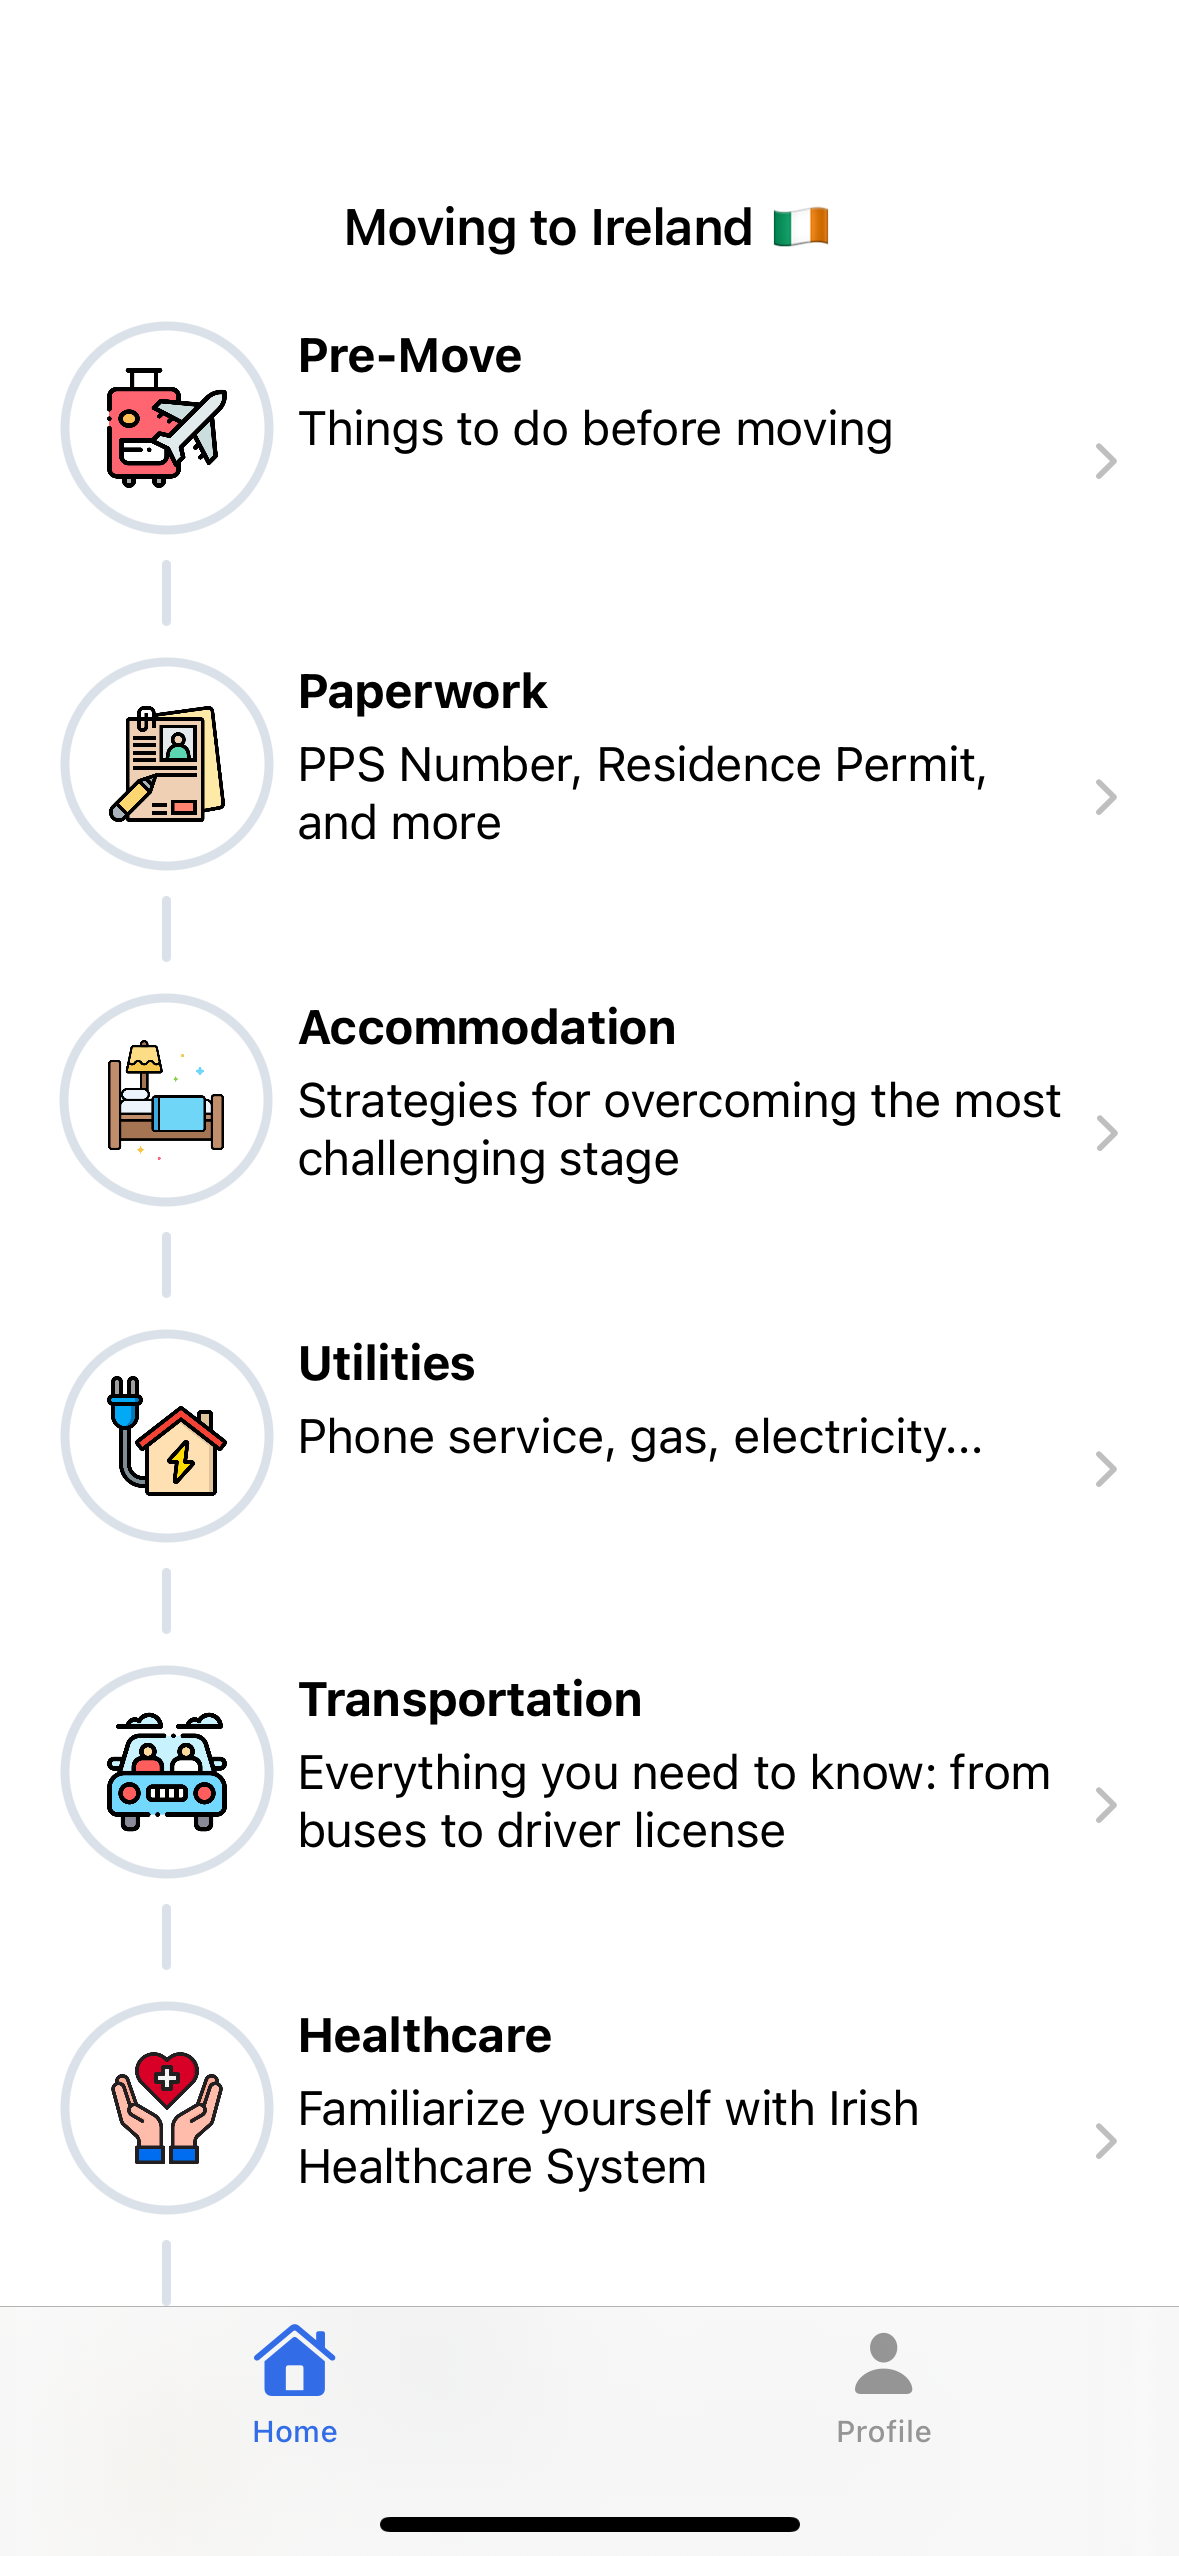 Moving to Ireland 🇮🇪
Pre-Move
Things to do before moving
Paperwork
PPS Number, Residence Permit,
and more
Accommodation
Strategies for overcoming the most
challenging stage
Utilities
Phone service, gas, electricity...
Transportation
Everything you need to know: from
buses to driver license
Healthcare
Familiarize yourself with Irish
Healthcare System
Home
Profile